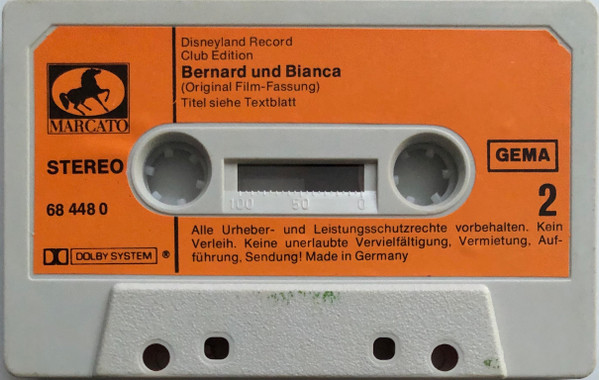 Disneyland Record
Club Edition
Bernard und Bianca
(Original Film-Fassung)
Titel siehe Textblatt
MARCATO
STEREO
GEMA
68 448 0
2
100 50 0
Alle Urheber- und Leistungsschutzrechte vorbehalten. Kein
Verleih. Keine unerlaubte Vervielfältigung, Vermietung, Auf-
führung, Sendung! Made in Germany
DOLBY SYSTEM ®